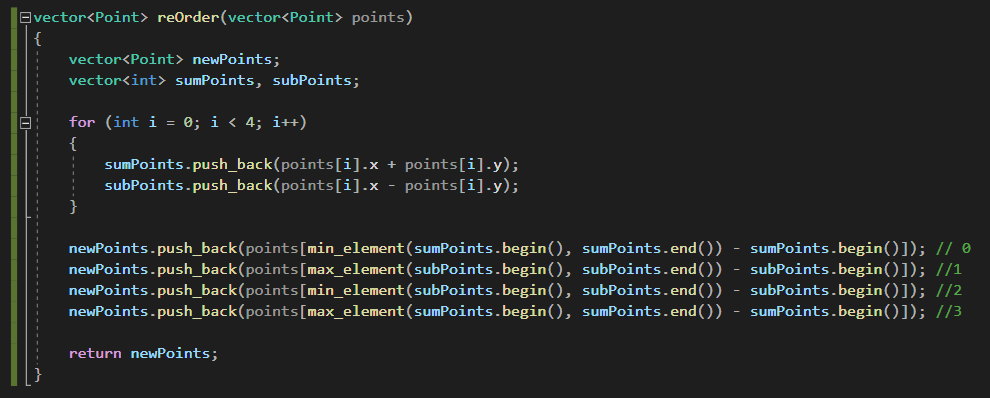 vector<Point> reOrder(vector<Point> points)
{
    vector<Point> newPoints;
    vector<int> sumPoints, subPoints;

    for (int i = 0; i < 4; i++)
    {
        sumPoints.push_back(points[i].x + points[i].y);
        subPoints.push_back(points[i].x - points[i].y);
    }

    newPoints.push_back(points[min_element(sumPoints.begin(), sumPoints.end()) - sumPoints.begin()]); // 0
    newPoints.push_back(points[max_element(subPoints.begin(), subPoints.end()) - subPoints.begin()]); //1
    newPoints.push_back(points[min_element(subPoints.begin(), subPoints.end()) - subPoints.begin()]); //2
    newPoints.push_back(points[max_element(subPoints.begin(), sumPoints.end()) - sumPoints.begin()]); //3

    return newPoints;
}